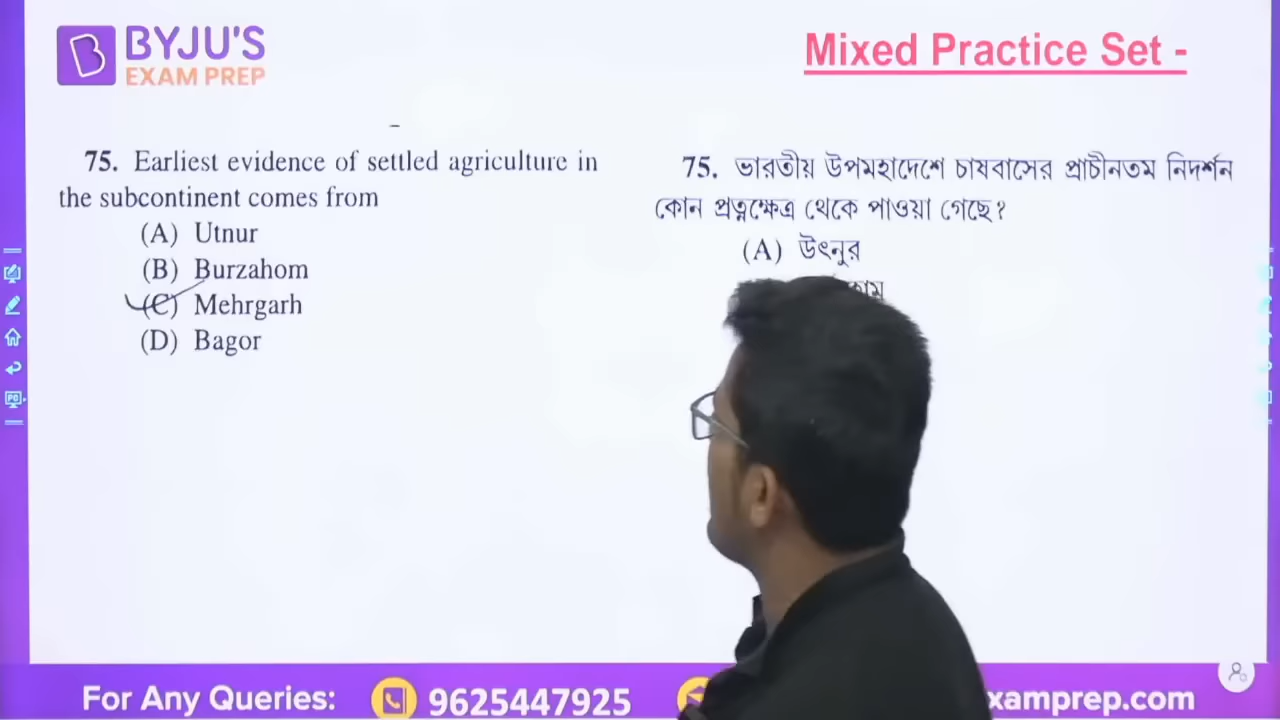 BYJU'S
EXAM PREP
Mixed Practice Set -
75. Earliest evidence of settled agriculture in
the subcontinent comes from
(A) Utnur
(B) Burzahom
(C) Mehrgarh
(D) Bagor
75. ভারতীয় উপমহাদেশে চাষবাসের প্রাচীনতম নিদর্শন
কোন প্রত্নক্ষেত্র থেকে পাওয়া গেছে?
(A) উৎনুর
For Any Queries:
9625447925
examprep.com